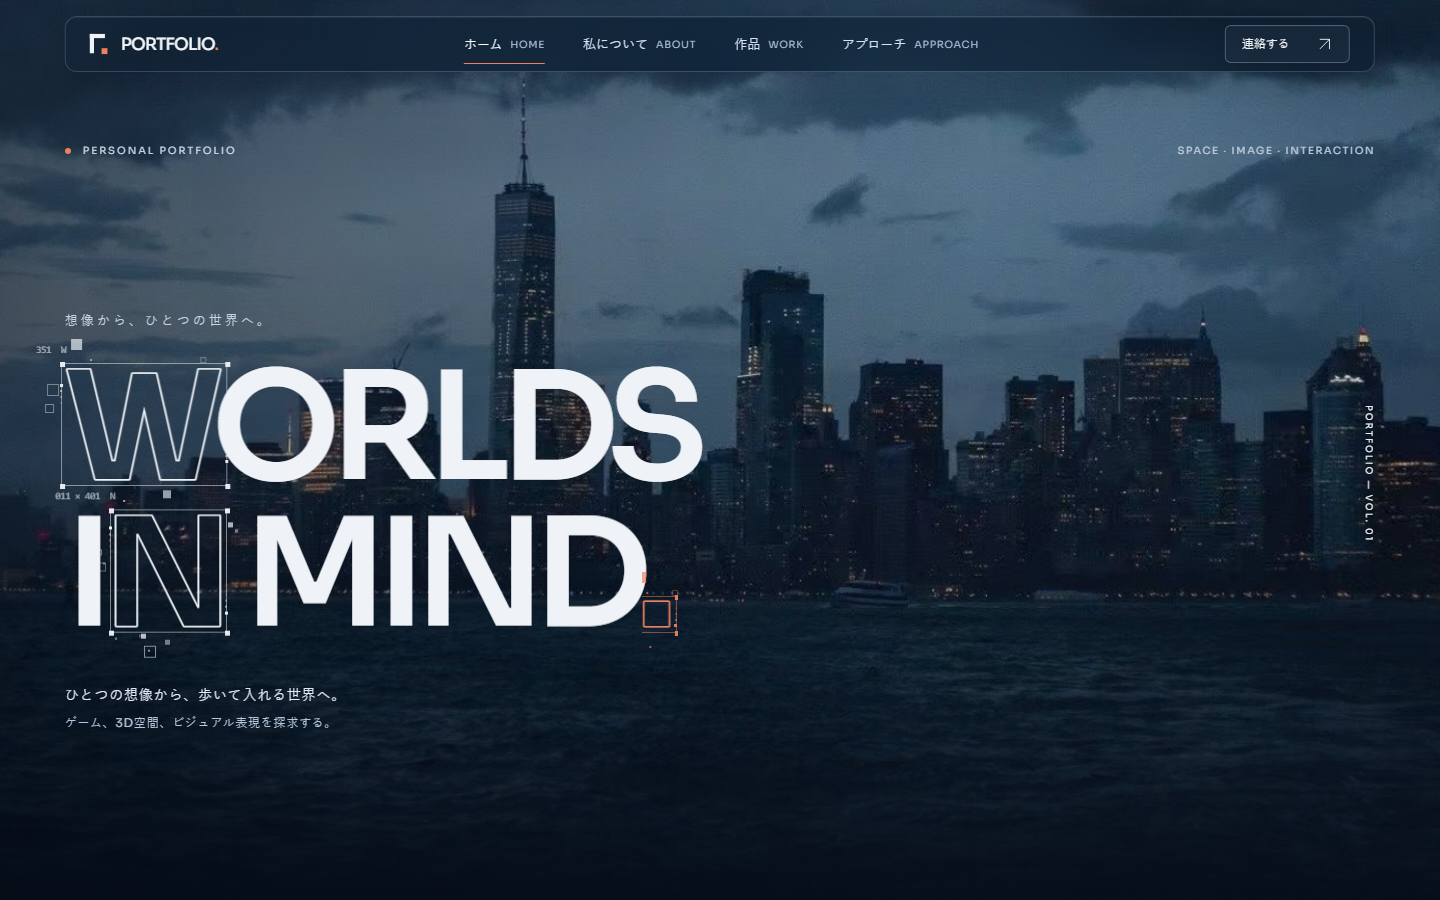 PORTFOLIO.
ホーム HOME
私について ABOUT
作品 WORK
アプローチ APPROACH
連絡する
PERSONAL PORTFOLIO
SPACE · IMAGE · INTERACTION
想像から、ひとつの世界へ。
351 W
WORLDS
011 × 401 N
IN MIND.
PORTFOLIO — VOL. 01
ひとつの想像から、歩いて入れる世界へ。
ゲーム、3D空間、ビジュアル表現を探求する。